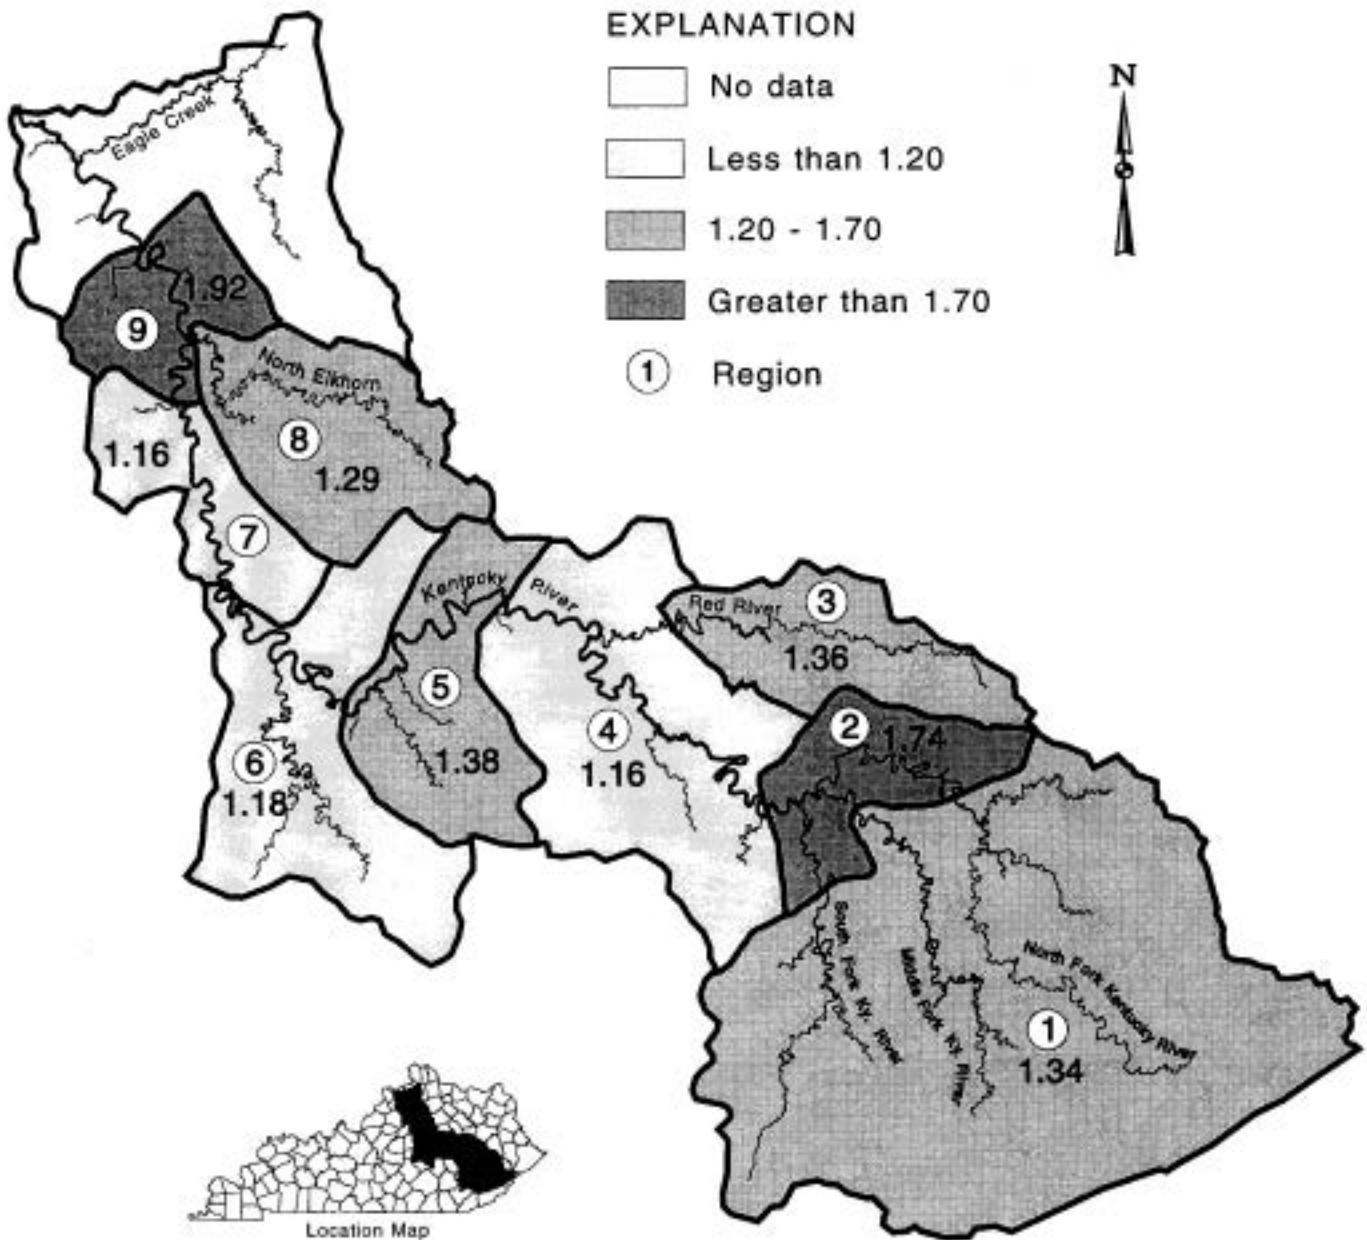 EXPLANATION
No data
Less than 1.20
1.20 - 1.70
Greater than 1.70
1 Region
N
Eagle Creek
1.92
9
North Elkhorn
8
1.29
1.16
7
Kentucky River
Red River
3
1.36
5
1.38
4
1.16
2
1.74
6
1.18
South Fork Ky. River
Middle Fork Ky. River
North Fork Kentucky River
1
1.34
Location Map